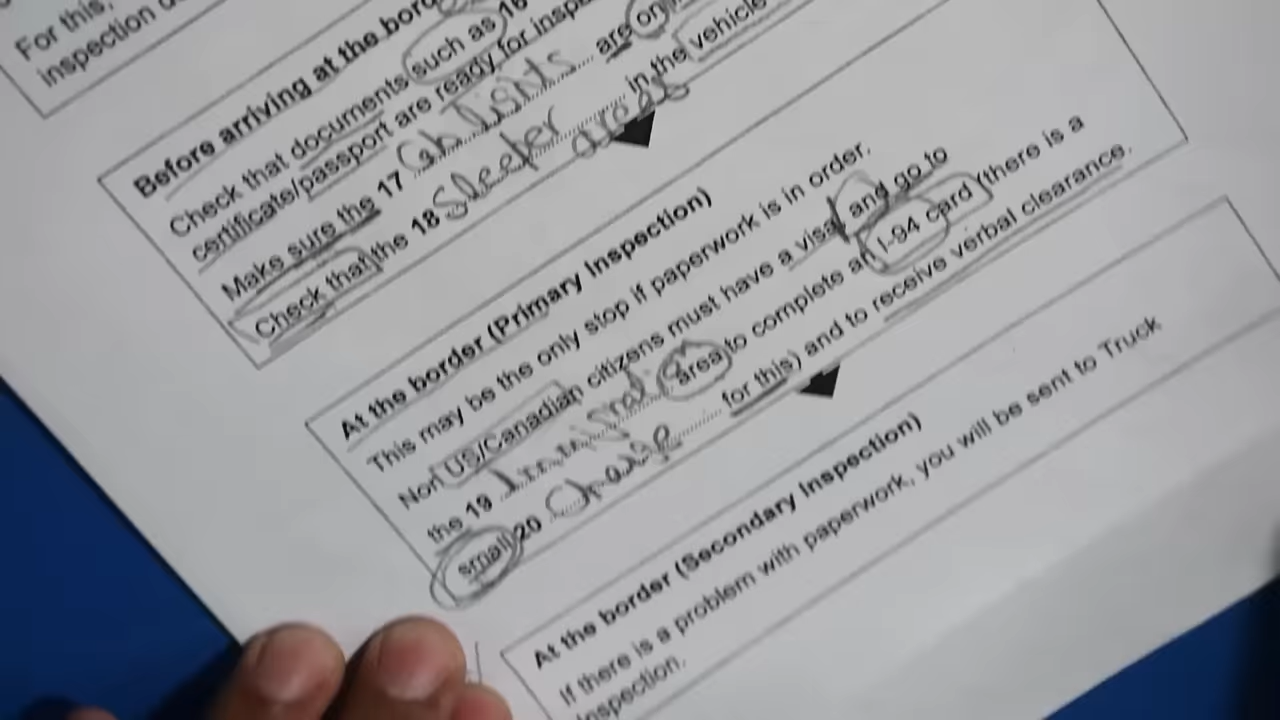 For this,
inspection
Before arriving at the
Check that documents such as 16
certificate/passport are ready for
Make sure the 17 cab lights are on
Check that the 18 sleeper areas in the vehicle
At the border (Primary Inspection)
This may be the only stop if paperwork is in order.
Non US/Canadian citizens must have a visa and go to
the 19 area to complete an I-94 card (there is a
small 20 charge for this) and to receive verbal clearance.
At the border (Secondary Inspection)
If there is a problem with paperwork, you will be sent to Truck
Inspection.